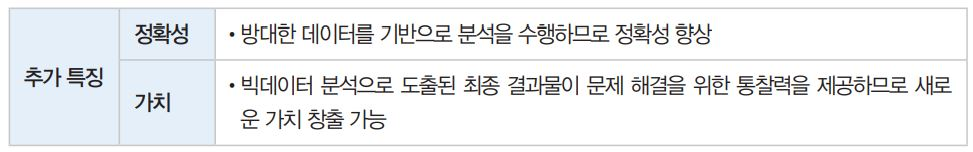 추가 특징
정확성
• 방대한 데이터를 기반으로 분석을 수행하므로 정확성 향상
가치
• 빅데이터 분석으로 도출된 최종 결과물이 문제 해결을 위한 통찰력을 제공하므로 새로
운 가치 창출 가능